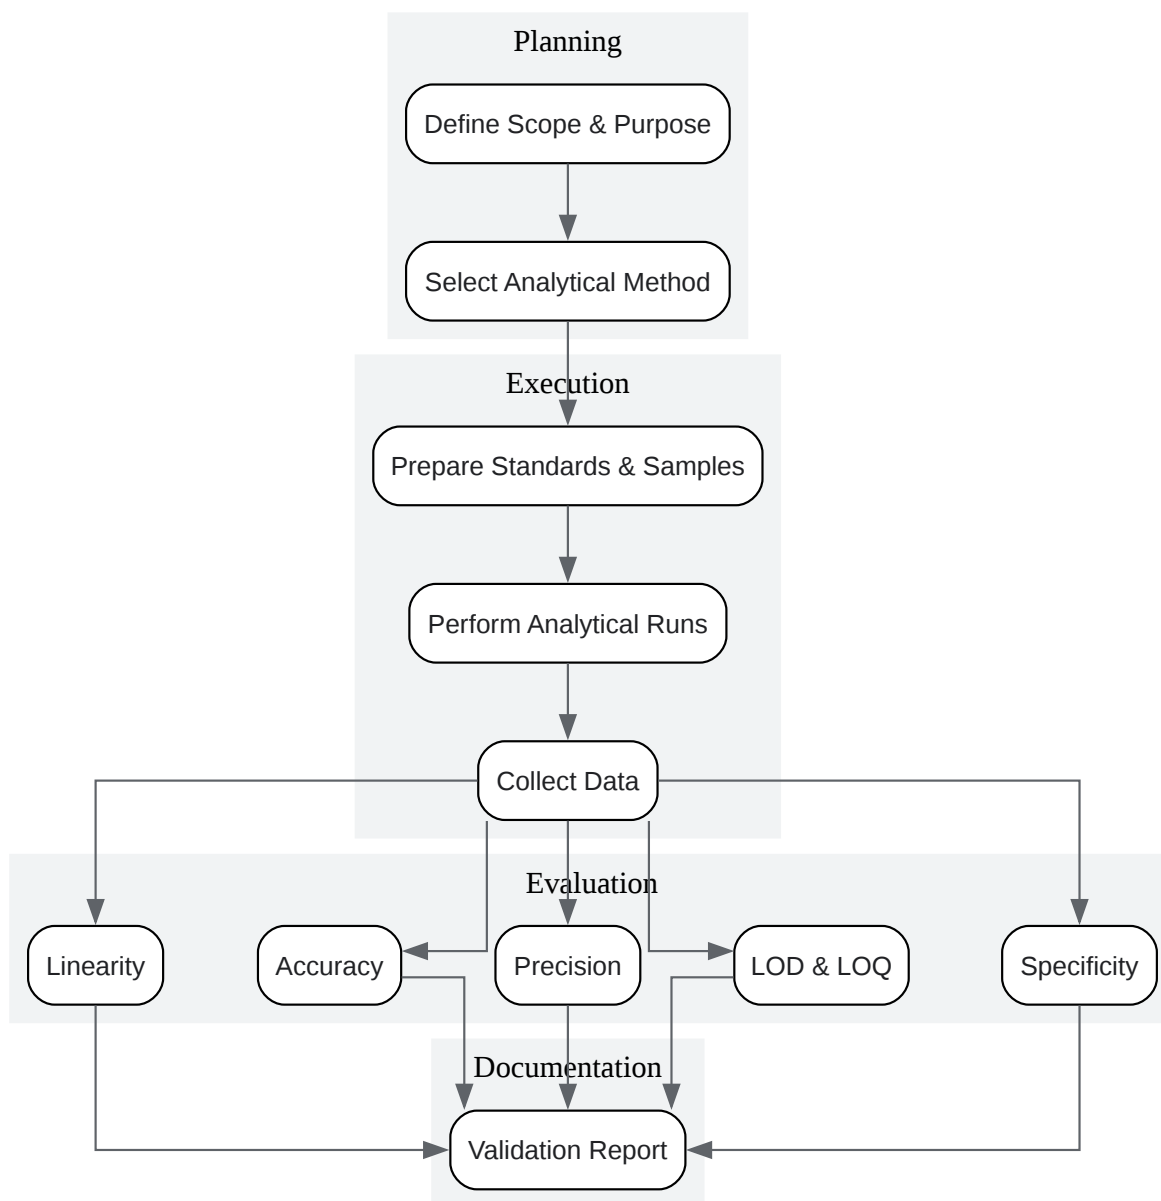 Planning
Define Scope & Purpose
Select Analytical Method
Execution
Prepare Standards & Samples
Perform Analytical Runs
Collect Data
Evaluation
Linearity
Accuracy
Precision
LOD & LOQ
Specificity
Documentation
Validation Report